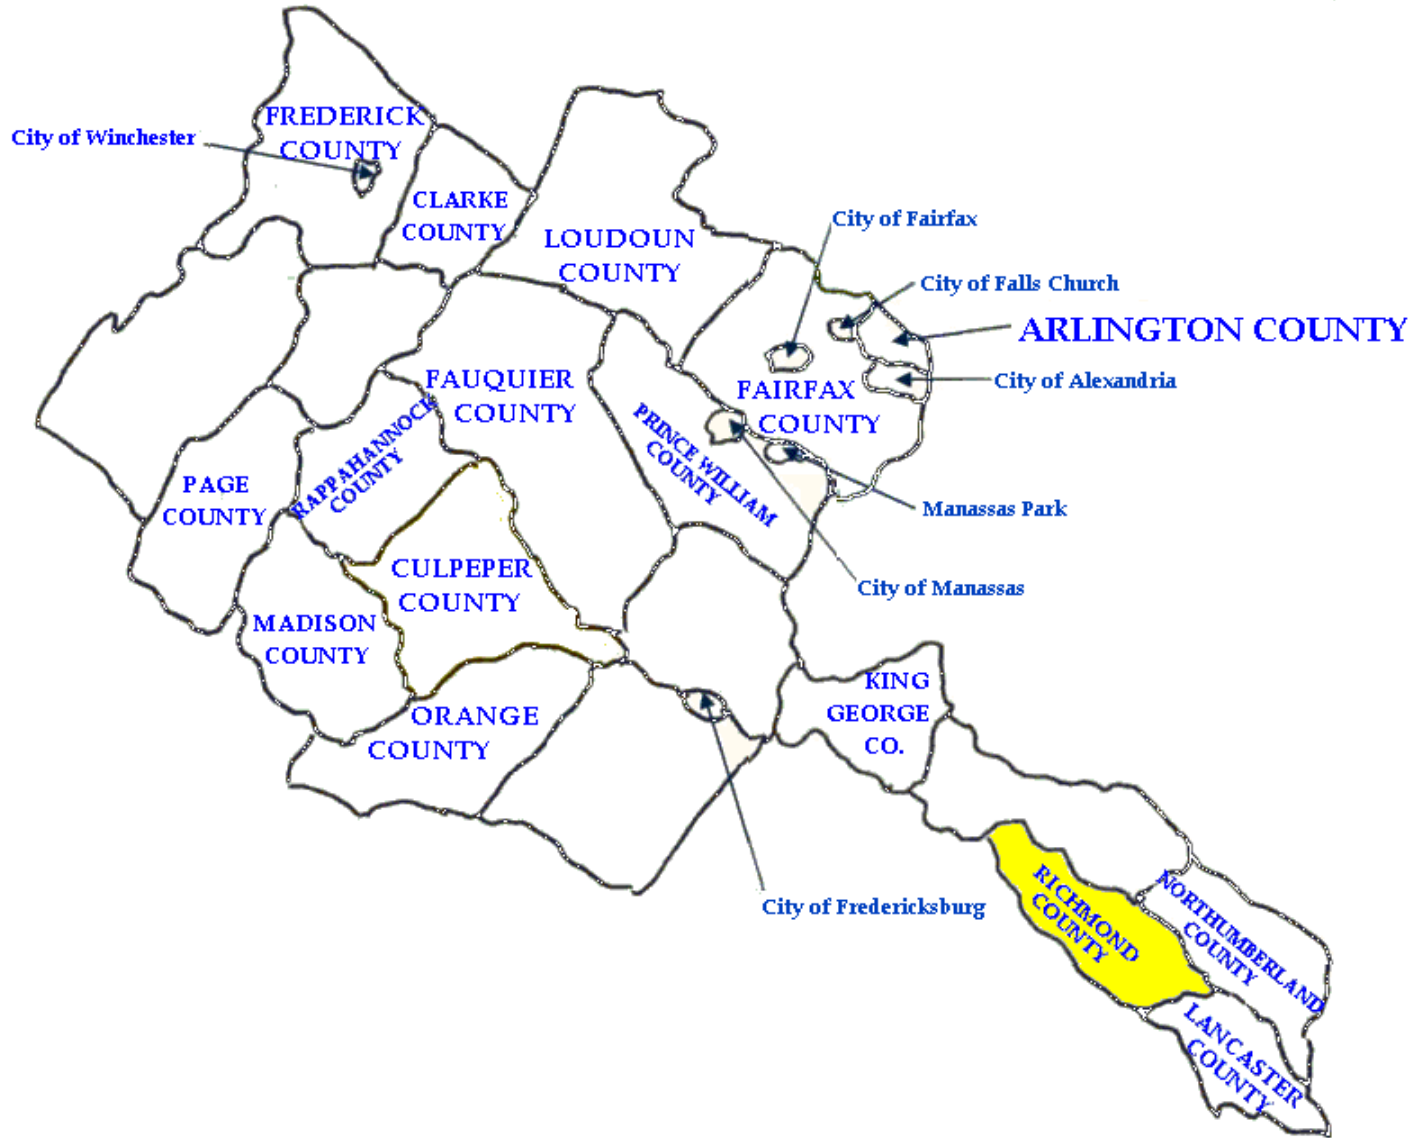 FREDERICK
COUNTY
City of Winchester
CLARKE
COUNTY
LOUDOUN
COUNTY
City of Fairfax
City of Falls Church
ARLINGTON COUNTY
City of Alexandria
FAIRFAX
COUNTY
FAUQUIER
COUNTY
RAPPAHANNOCK
COUNTY
PRINCE WILLIAM
COUNTY
PAGE
COUNTY
Manassas Park
City of Manassas
CULPEPER
COUNTY
MADISON
COUNTY
KING
GEORGE
CO.
ORANGE
COUNTY
City of Fredericksburg
RICHMOND
COUNTY
NORTHUMBERLAND
COUNTY
LANCASTER
COUNTY